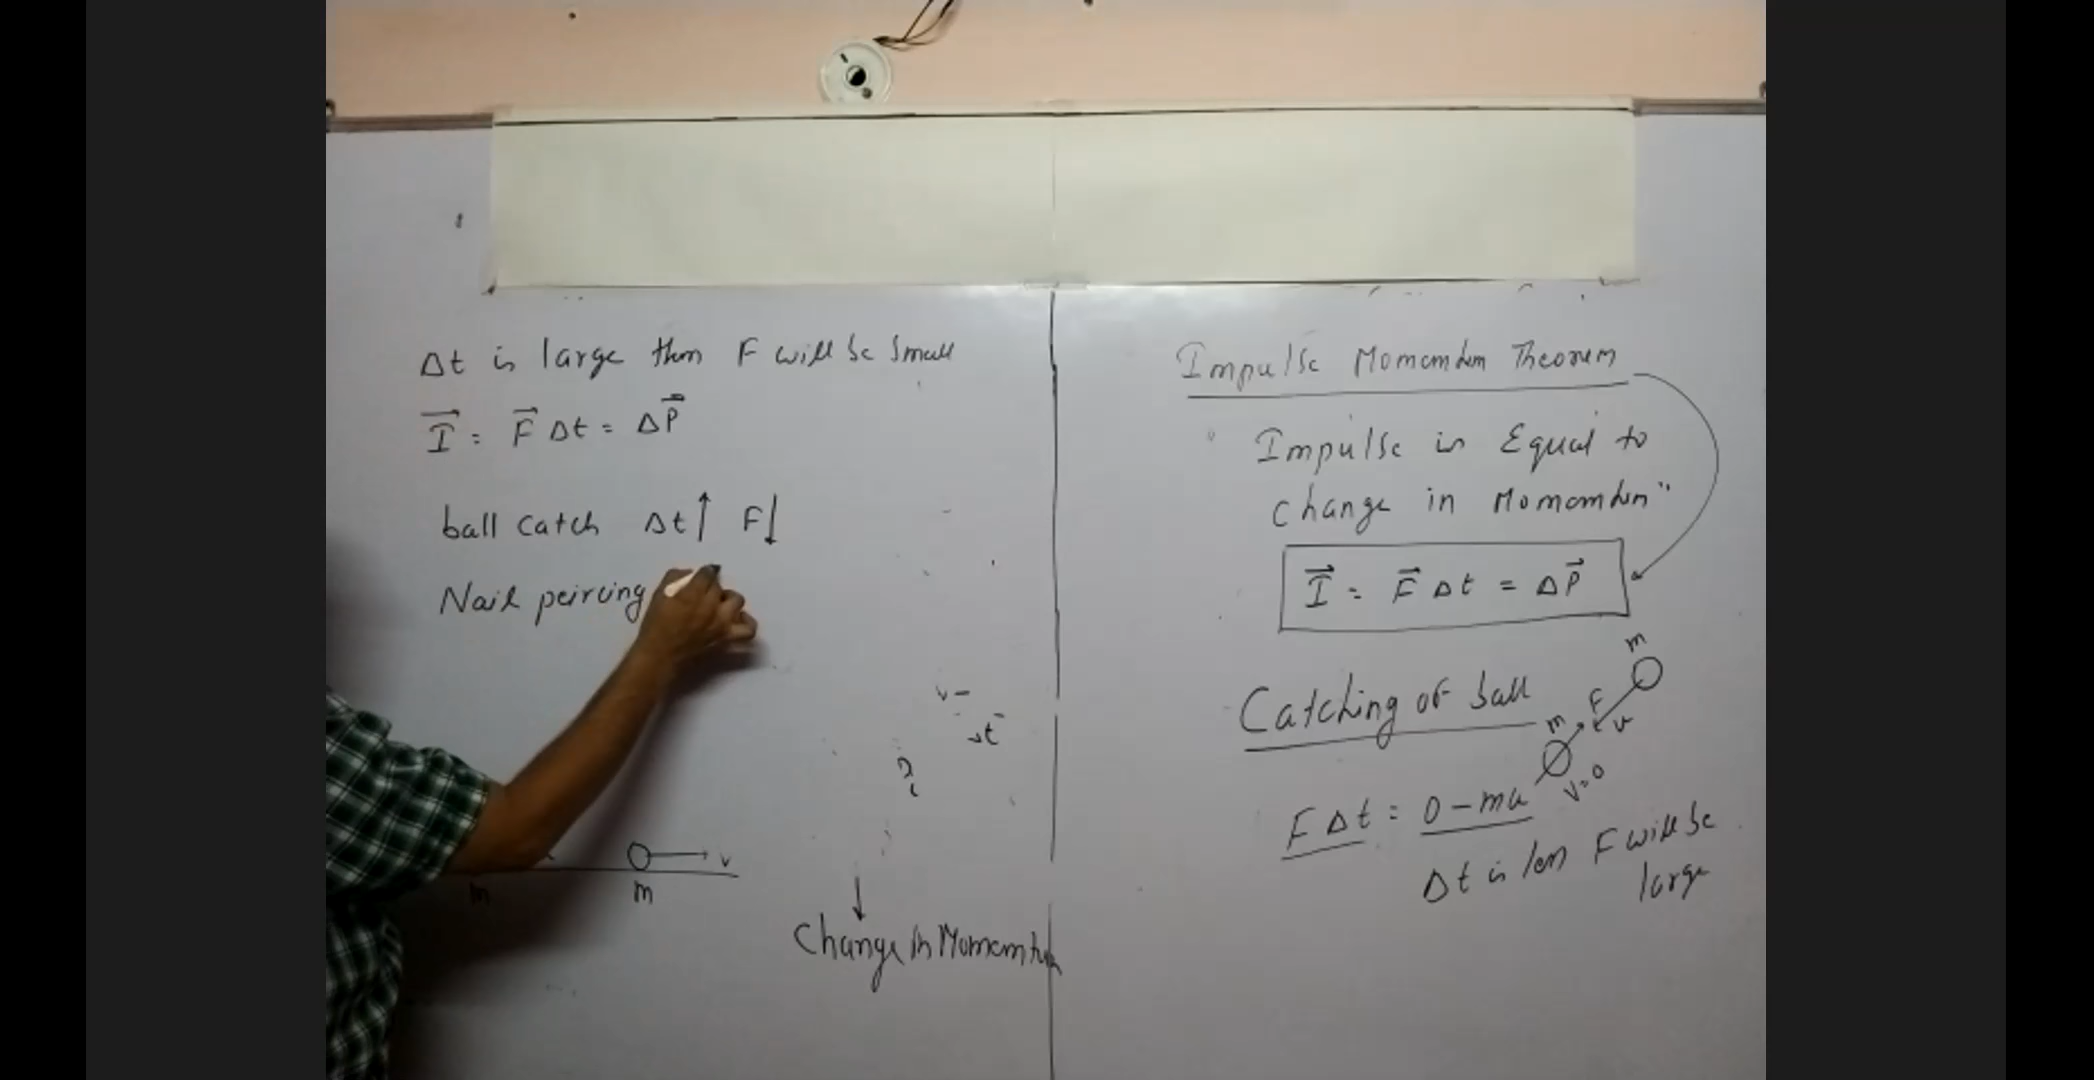 Δt is large then F will be small
I⃗ = F⃗ Δt = ΔP⃗
ball catch Δt↑ F↓
Nail peircing
m
m
v
Change in Momentum
Impulse Momentum Theorem
Impulse is Equal to
change in Momentum"
I⃗ = F⃗ Δt = ΔP⃗
Catching of ball
m
F
v
m
v=0
FΔt = 0 - mu
Δt is less F will be
large